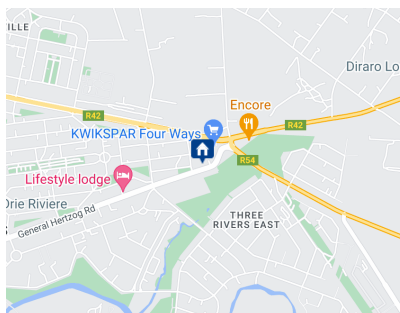 ILLE
Diraro Lo
Encore
R42
R42
KWIKSPAR Four Ways
R54
Lifestyle lodge
Drie Riviere
General Hertzog Rd
THREE
RIVERS EAST